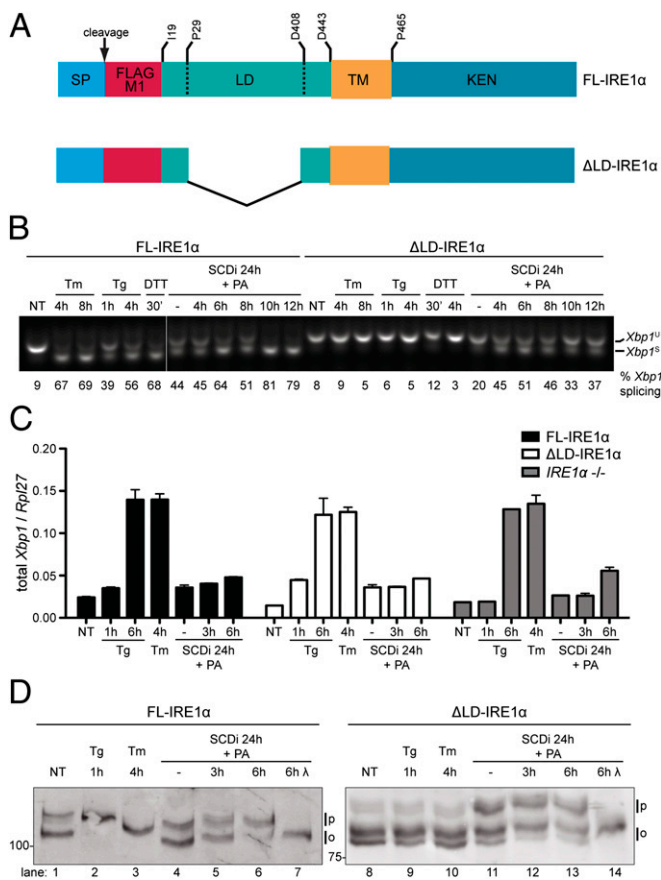 A
cleavage
I19
P29
D408
D443
P465
SP
FLAG
M1
LD
TM
KEN
FL-IRE1α
ΔLD-IRE1α
B
FL-IRE1α
ΔLD-IRE1α
SCDi 24h
+ PA
SCDi 24h
+ PA
Tm Tg DTT
Tm Tg DTT
NT 4h 8h 1h 4h 30' - 4h 6h 8h 10h 12h NT 4h 8h 1h 4h 30' 4h - 4h 6h 8h 10h 12h
Xbp1ᵁ
Xbp1ˢ
9 67 69 39 56 68 44 45 64 51 81 79 8 9 5 6 5 12 3 20 45 51 46 33 37
% Xbp1
splicing
C
FL-IRE1α
ΔLD-IRE1α
IRE1α -/-
total Xbp1 / Rpl27
0.20
0.15
0.10
0.05
0.00
NT 1h 6h 4h - 3h 6h NT 1h 6h 4h - 3h 6h NT 1h 6h 4h - 3h 6h
Tg Tm SCDi 24h
+ PA
Tg Tm SCDi 24h
+ PA
Tg Tm SCDi 24h
+ PA
D
FL-IRE1α
ΔLD-IRE1α
SCDi 24h
+ PA
SCDi 24h
+ PA
Tg Tm
Tg Tm
NT 1h 4h - 3h 6h 6h λ
NT 1h 4h - 3h 6h 6h λ
p
o
p
o
100-
75-
lane: 1 2 3 4 5 6 7
8 9 10 11 12 13 14